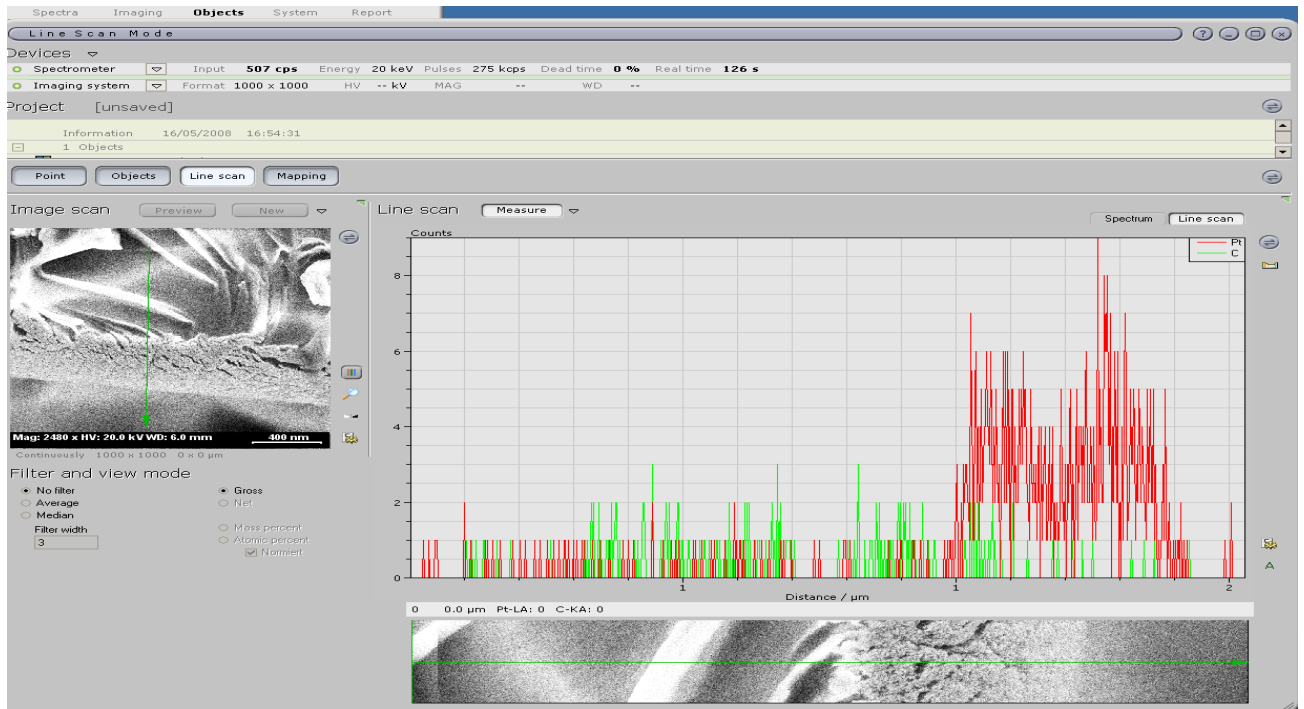 Spectra Imaging Objects System Report
Line Scan Mode
Devices
Spectrometer Input 507 cps Energy 20 keV Pulses 275 kcps Dead time 0 % Real time 126 s
Imaging system Format 1000 x 1000 HV -- kV MAG -- WD --
Project [unsaved]
Information 16/05/2008 16:54:31
1 Objects
Point Objects Line scan Mapping
Image scan Preview New
Line scan Measure
Spectrum Line scan
Counts
Pt
C
8
6
4
2
0
1 1 2
Distance / µm
Mag: 2480 x HV: 20.0 kV WD: 6.0 mm 400 nm
Continuously 1000 x 1000 0 x 0 µm
Filter and view mode
No filter Gross
Average Net
Median
Filter width Mass percent
3 Atomic percent
Normiert
A
0 0.0 µm Pt-LA: 0 C-KA: 0